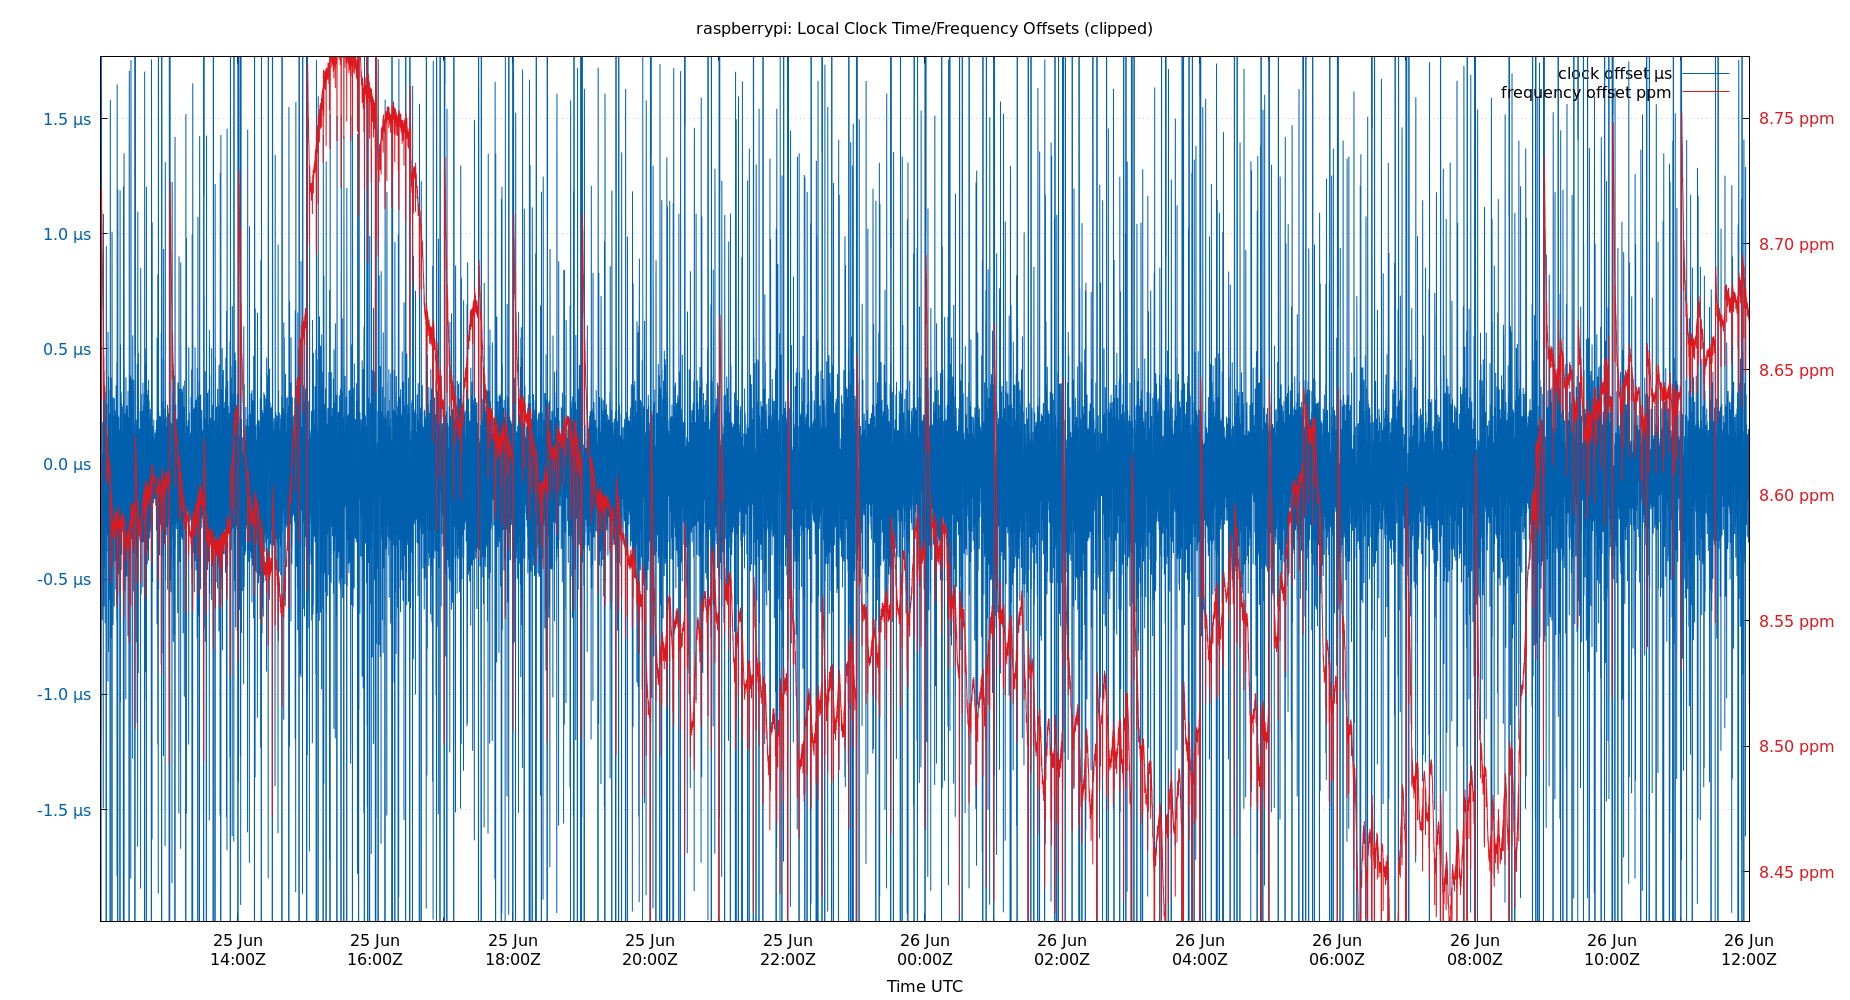 raspberrypi: Local Clock Time/Frequency Offsets (clipped)
clock offset µs
frequency offset ppm
1.5 µs
1.0 µs
0.5 µs
0.0 µs
-0.5 µs
-1.0 µs
-1.5 µs
8.75 ppm
8.70 ppm
8.65 ppm
8.60 ppm
8.55 ppm
8.50 ppm
8.45 ppm
25 Jun 25 Jun 25 Jun 25 Jun 25 Jun 26 Jun 26 Jun 26 Jun 26 Jun 26 Jun 26 Jun 26 Jun
14:00Z 16:00Z 18:00Z 20:00Z 22:00Z 00:00Z 02:00Z 04:00Z 06:00Z 08:00Z 10:00Z 12:00Z
Time UTC